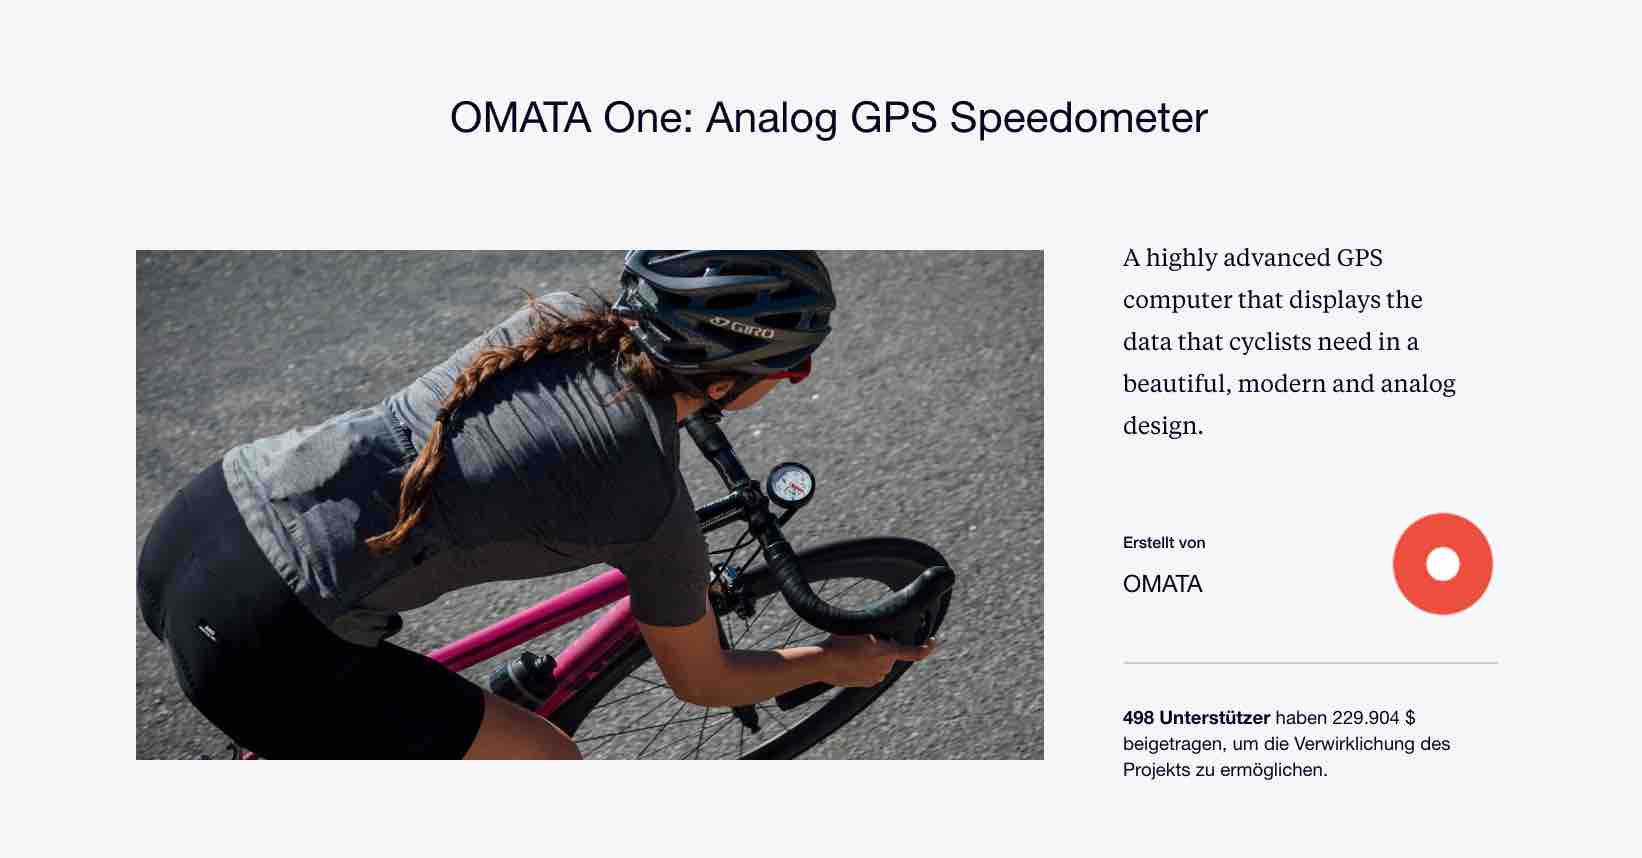 OMATA One: Analog GPS Speedometer
GIRO
A highly advanced GPS
computer that displays the
data that cyclists need in a
beautiful, modern and analog
design.
Erstellt von
OMATA
498 Unterstützer haben 229.904 $
beigetragen, um die Verwirklichung des
Projekts zu ermöglichen.